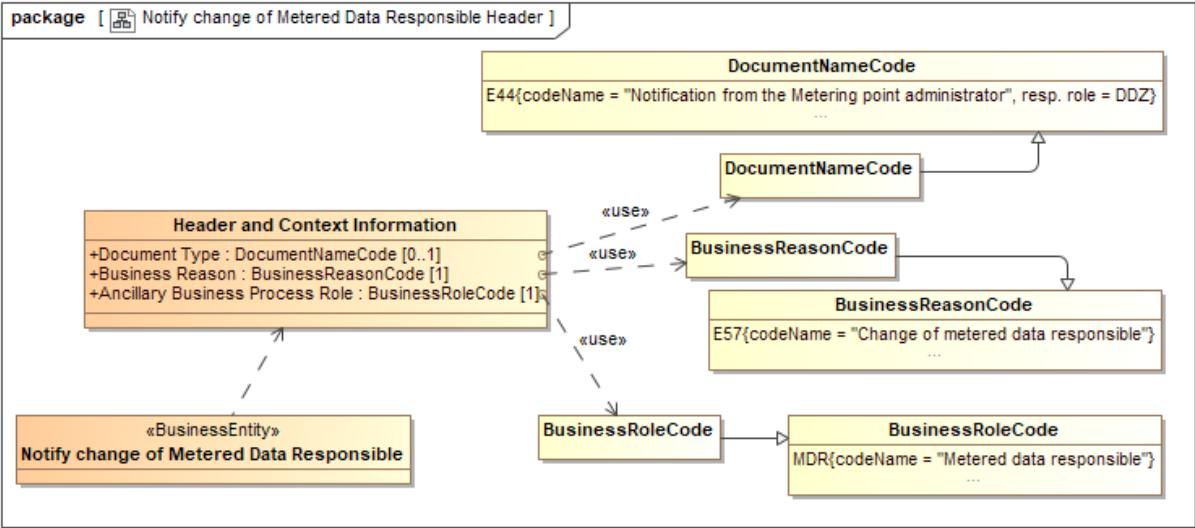 package [ Notify change of Metered Data Responsible Header ]
DocumentNameCode
E44{codeName = "Notification from the Metering point administrator", resp. role = DDZ}
...
DocumentNameCode
«use»
Header and Context Information
+Document Type : DocumentNameCode [0..1]
+Business Reason : BusinessReasonCode [1]
+Ancillary Business Process Role : BusinessRoleCode [1]
«use»
BusinessReasonCode
BusinessReasonCode
E57{codeName = "Change of metered data responsible"}
...
«use»
«BusinessEntity»
Notify change of Metered Data Responsible
BusinessRoleCode
BusinessRoleCode
MDR{codeName = "Metered data responsible"}
...